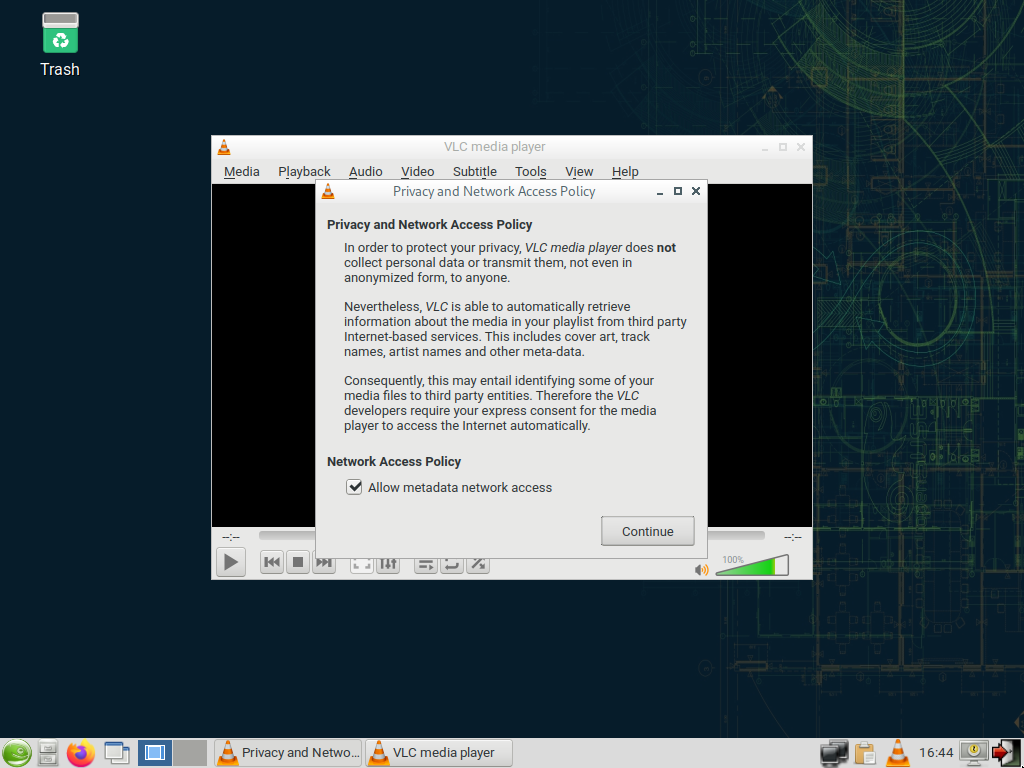 Trash
VLC media player
Media Playback Audio Video Subtitle Tools View Help
Privacy and Network Access Policy
Privacy and Network Access Policy
In order to protect your privacy, VLC media player does not
collect personal data or transmit them, not even in
anonymized form, to anyone.
Nevertheless, VLC is able to automatically retrieve
information about the media in your playlist from third party
Internet-based services. This includes cover art, track
names, artist names and other meta-data.
Consequently, this may entail identifying some of your
media files to third party entities. Therefore the VLC
developers require your express consent for the media
player to access the Internet automatically.
Network Access Policy
Allow metadata network access
Continue
--:-- --:--
100%
Privacy and Netwo... VLC media player 16:44